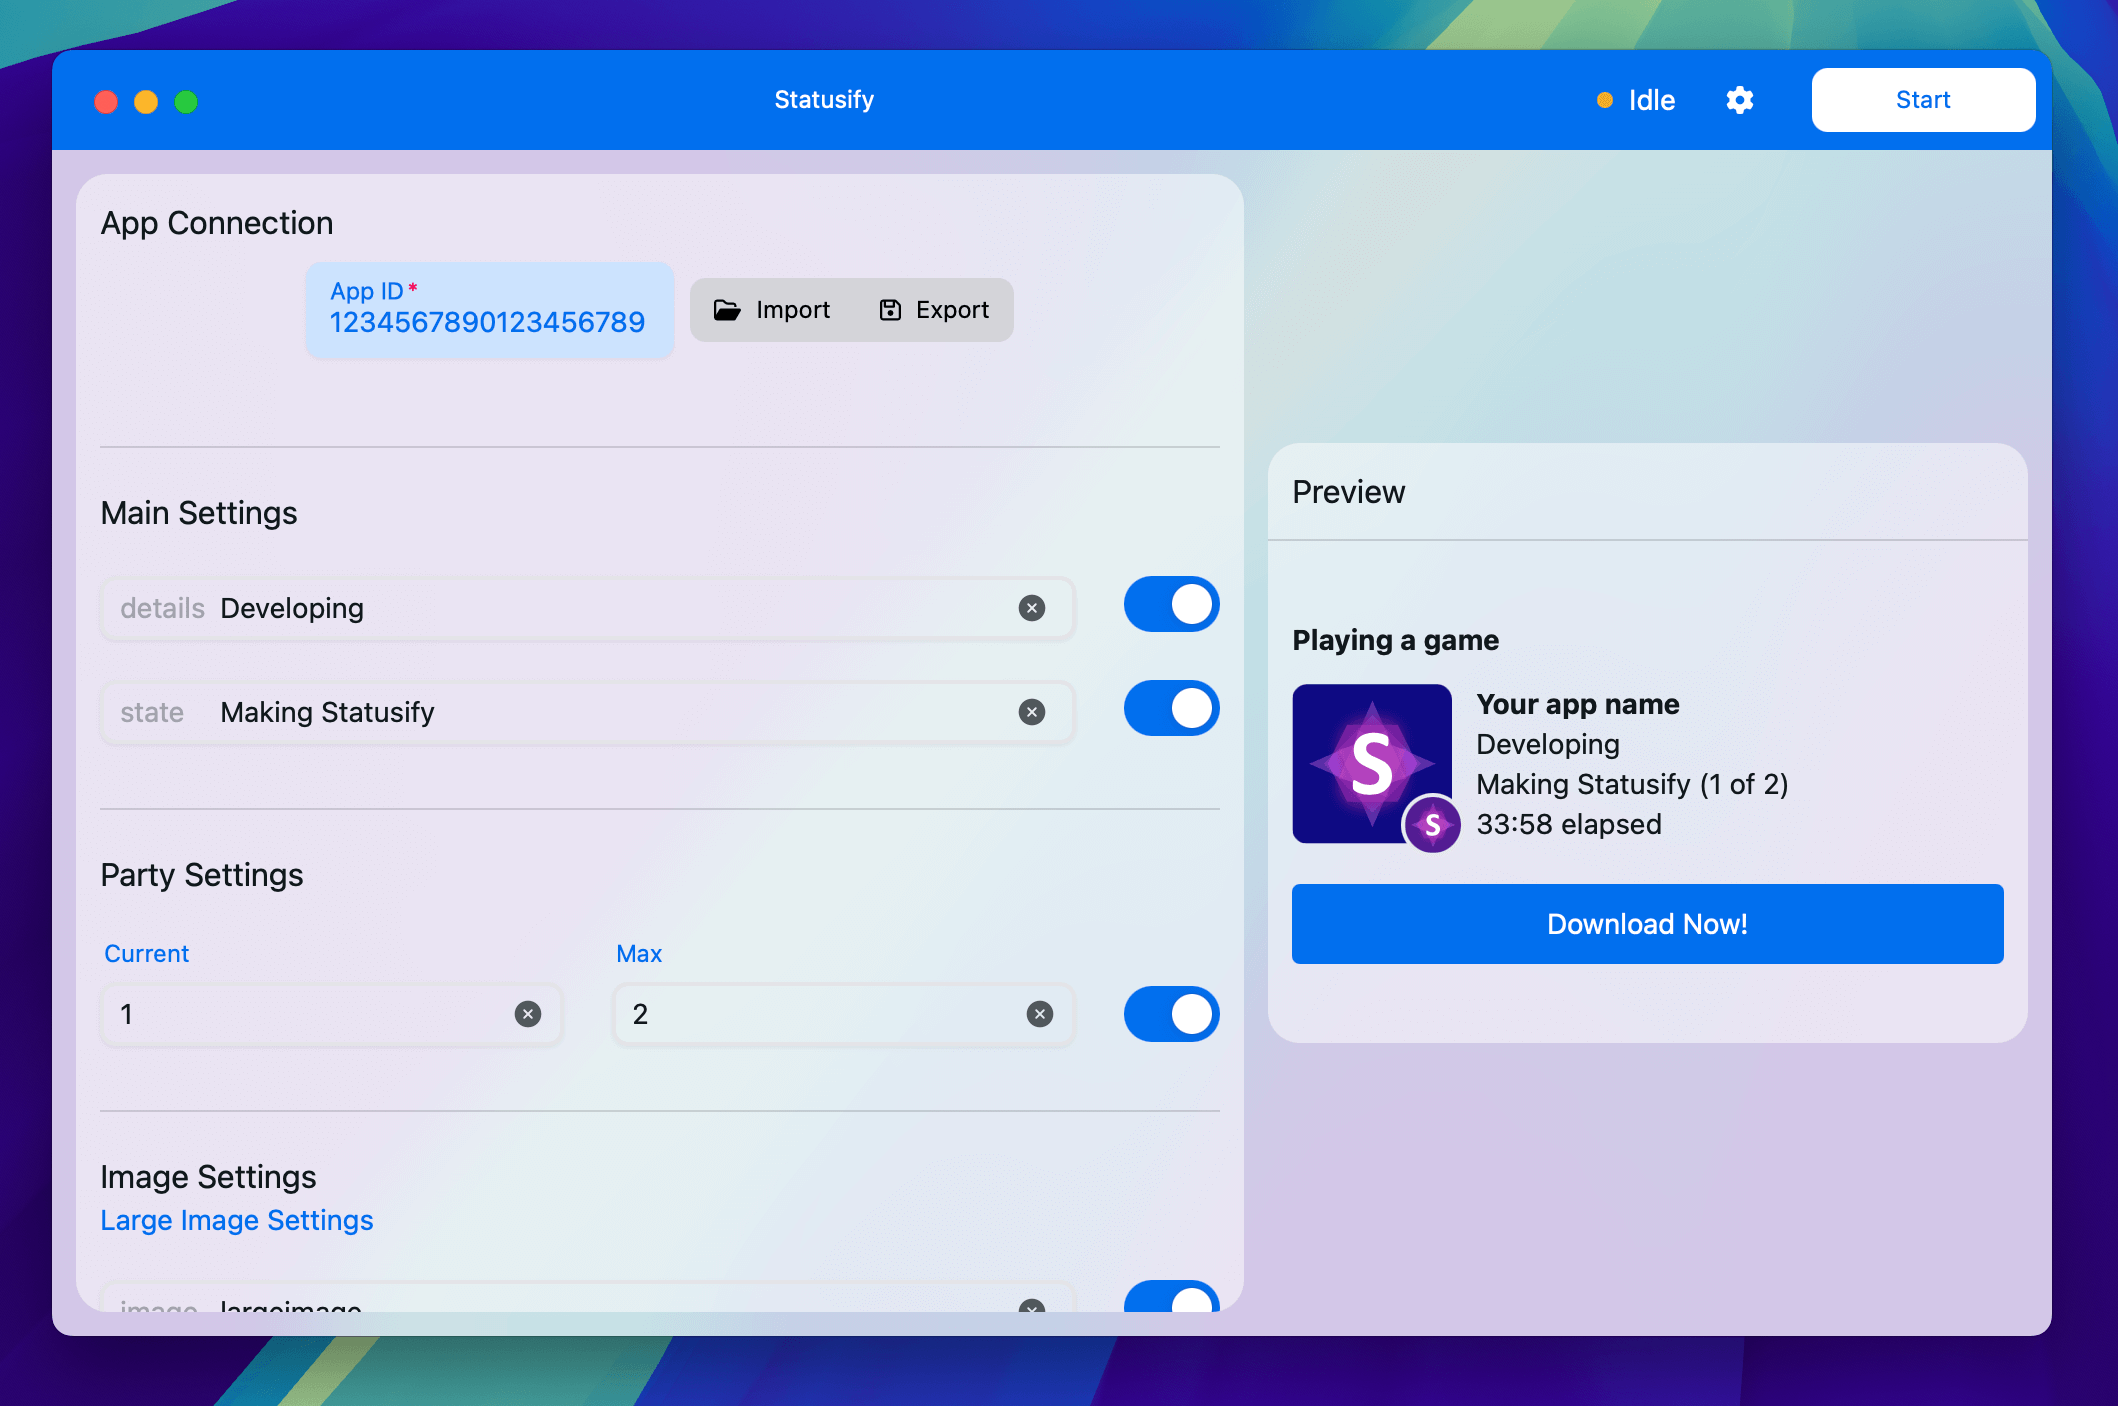 Statusify
Idle
Start
App Connection
App ID*
1234567890123456789
Import
Export
Main Settings
details Developing
state Making Statusify
Party Settings
Current
Max
1
2
Image Settings
Large Image Settings
image largeimage
Preview
Playing a game
S
S
Your app name
Developing
Making Statusify (1 of 2)
33:58 elapsed
Download Now!